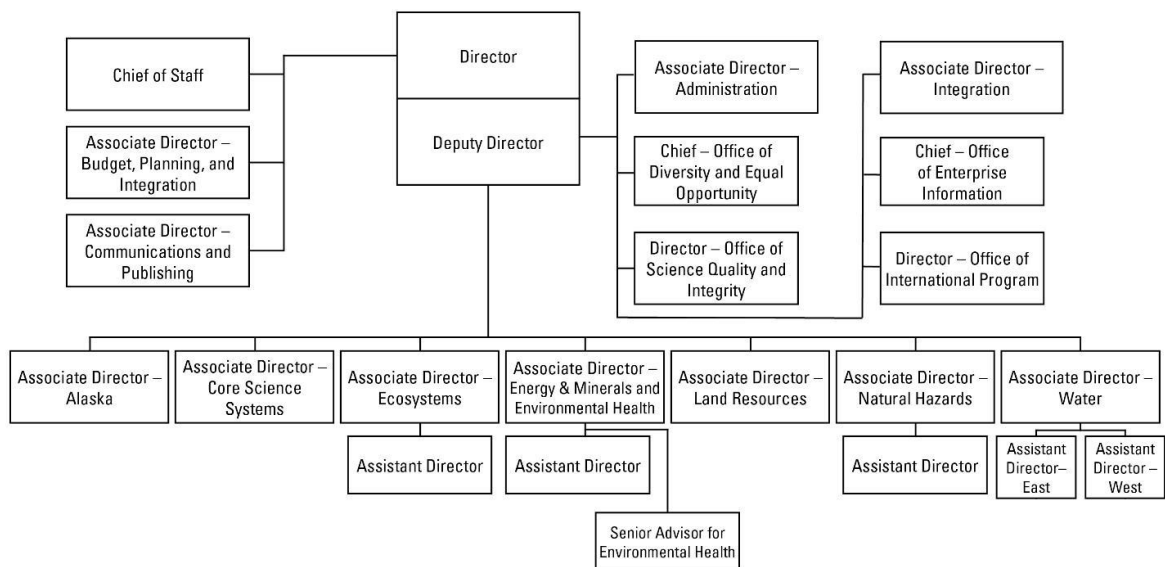 Director
Deputy Director
Chief of Staff
Associate Director –
Budget, Planning, and
Integration
Associate Director –
Communications and
Publishing
Associate Director –
Administration
Chief – Office of
Diversity and Equal
Opportunity
Director – Office of
Science Quality and
Integrity
Associate Director –
Integration
Chief – Office
of Enterprise
Information
Director – Office of
International Program
Associate Director –
Alaska
Associate Director –
Core Science
Systems
Associate Director –
Ecosystems
Assistant Director
Associate Director –
Energy & Minerals and
Environmental Health
Assistant Director
Senior Advisor for
Environmental Health
Associate Director –
Land Resources
Associate Director –
Natural Hazards
Assistant Director
Associate Director –
Water
Assistant
Director–
East
Assistant
Director –
West